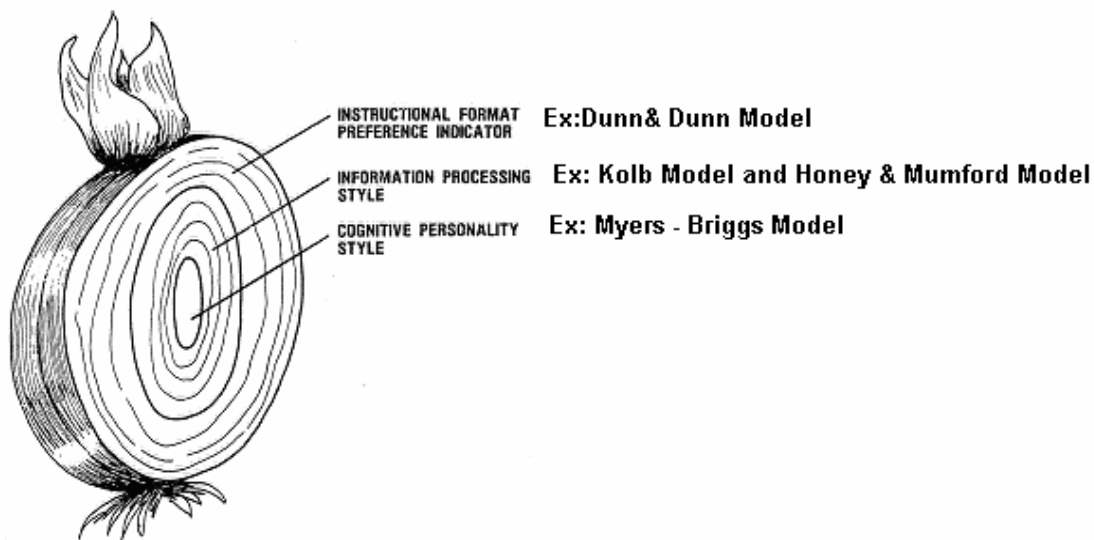 INSTRUCTIONAL FORMAT
PREFERENCE INDICATOR
Ex:Dunn& Dunn Model
INFORMATION PROCESSING
STYLE
Ex: Kolb Model and Honey & Mumford Model
COGNITIVE PERSONALITY
STYLE
Ex: Myers - Briggs Model